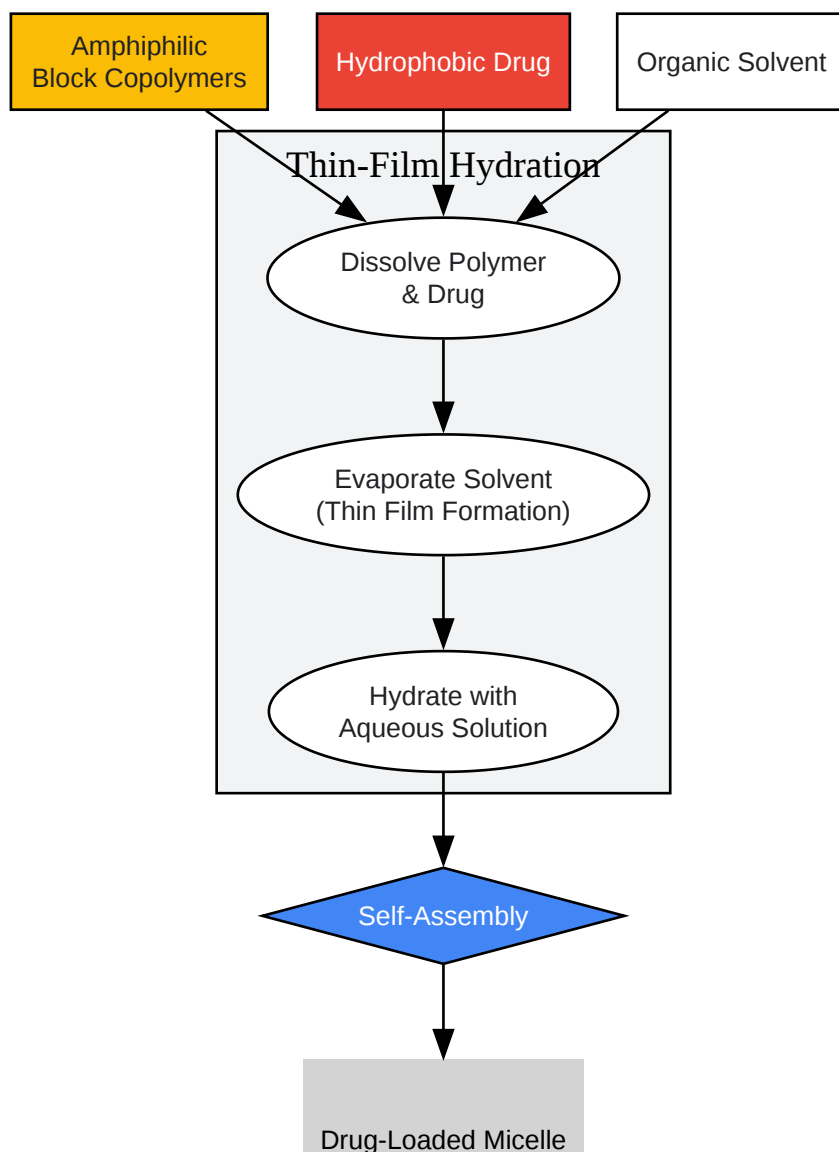 Amphiphilic
Block Copolymers
Hydrophobic Drug
Organic Solvent
Thin-Film Hydration
Dissolve Polymer
& Drug
Evaporate Solvent
(Thin Film Formation)
Hydrate with
Aqueous Solution
Self-Assembly
Drug-Loaded Micelle